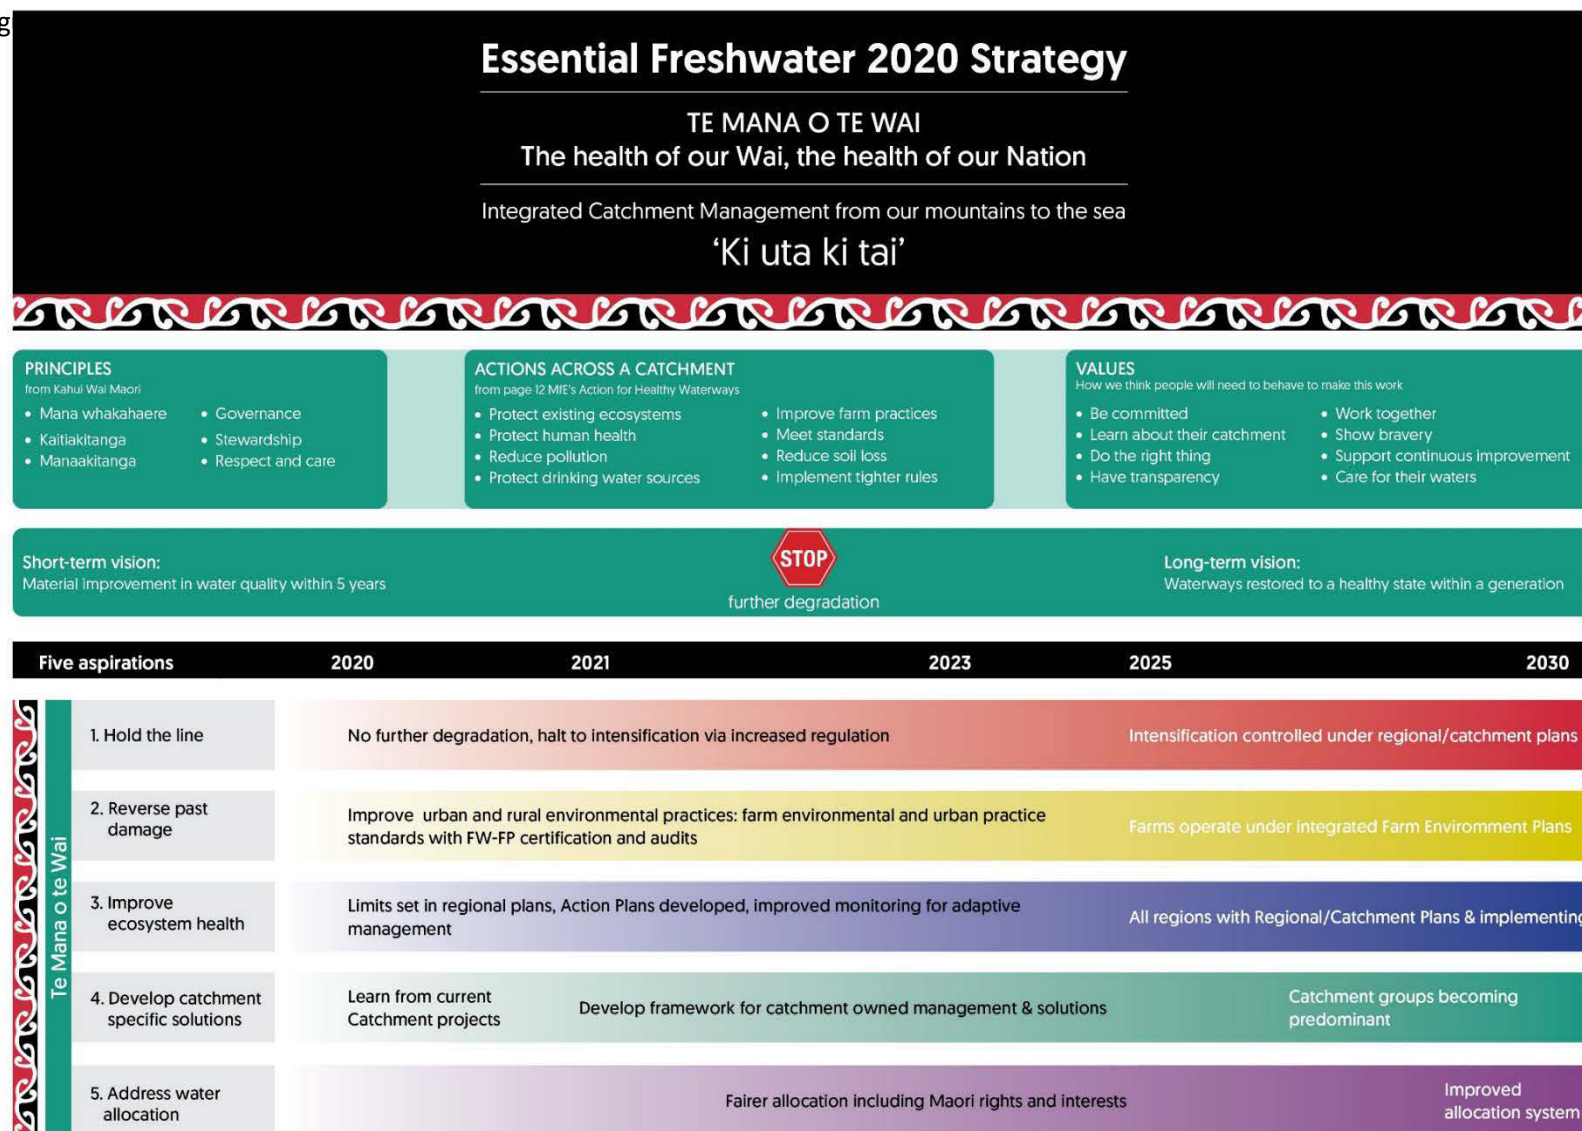 g
Essential Freshwater 2020 Strategy
TE MANA O TE WAI
The health of our Wai, the health of our Nation
Integrated Catchment Management from our mountains to the sea
‘Ki uta ki tai’
PRINCIPLES
from Kahui Wai Maori
• Mana whakahaere
• Kaitiakitanga
• Manaakitanga
• Governance
• Stewardship
• Respect and care
ACTIONS ACROSS A CATCHMENT
from page 12 MfE's Action for Healthy Waterways
• Protect existing ecosystems
• Protect human health
• Reduce pollution
• Protect drinking water sources
• Improve farm practices
• Meet standards
• Reduce soil loss
• Implement tighter rules
VALUES
How we think people will need to behave to make this work
• Be committed
• Learn about their catchment
• Do the right thing
• Have transparency
• Work together
• Show bravery
• Support continuous improvement
• Care for their waters
Short-term vision:
Material improvement in water quality within 5 years
STOP
further degradation
Long-term vision:
Waterways restored to a healthy state within a generation
Five aspirations 2020 2021 2023 2025 2030
Te Mana o te Wai
1. Hold the line
No further degradation, halt to intensification via increased regulation
Intensification controlled under regional/catchment plans
2. Reverse past
damage
Improve urban and rural environmental practices: farm environmental and urban practice
standards with FW-FP certification and audits
Farms operate under integrated Farm Enviromment Plans
3. Improve
ecosystem health
Limits set in regional plans, Action Plans developed, improved monitoring for adaptive
management
All regions with Regional/Catchment Plans & implementing
4. Develop catchment
specific solutions
Learn from current
Catchment projects
Develop framework for catchment owned management & solutions
Catchment groups becoming
predominant
5. Address water
allocation
Fairer allocation including Maori rights and interests
Improved
allocation system